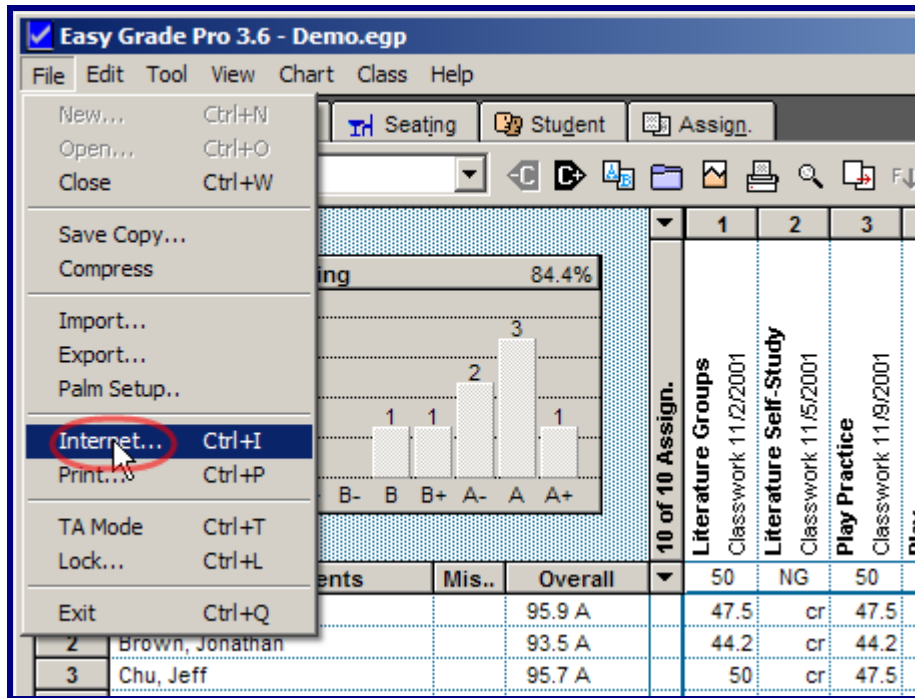 Easy Grade Pro 3.6 - Demo.egp
File Edit Tool View Chart Class Help
New... Ctrl+N
Open... Ctrl+O
Close Ctrl+W
Save Copy...
Compress
Import...
Export...
Palm Setup..
Internet... Ctrl+I
Print... Ctrl+P
TA Mode Ctrl+T
Lock... Ctrl+L
Exit Ctrl+Q
Seating Student Assign.
84.4%
1 1 2 3 1
B- B B+ A- A A+
10 of 10 Assign.
1 2 3
Literature Groups
Classwork 11/2/2001
Literature Self-Study
Classwork 11/5/2001
Play Practice
Classwork 11/9/2001
Mis.. Overall 50 NG 50
95.9 A 47.5 cr 47.5
2 Brown, Jonathan 93.5 A 44.2 cr 44.2
3 Chu, Jeff 95.7 A 50 cr 47.5